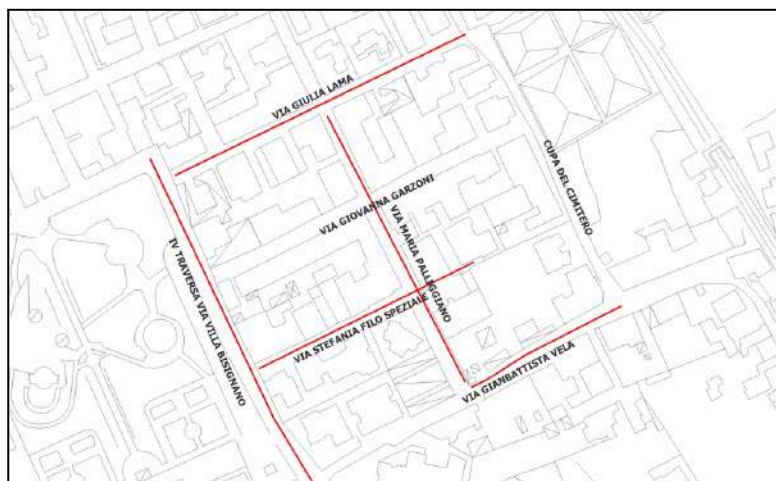 VIA GIULIA LAMA
VIA GIOVANNA GARZONI
CUPA DEL CIMITERO
VIA MARIA PALLEGGIANO
IV TRAVERSA VIA VILLA BISIGNANO
VIA STEFANIA FILO SPEZIALE
VIA GIANBATTISTA VELA